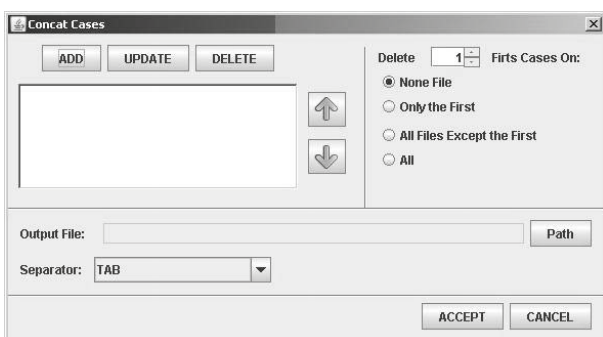 Concat Cases
ADD UPDATE DELETE
Delete 1 Firts Cases On:
None File
Only the First
All Files Except the First
All
Output File: Path
Separator: TAB
ACCEPT CANCEL